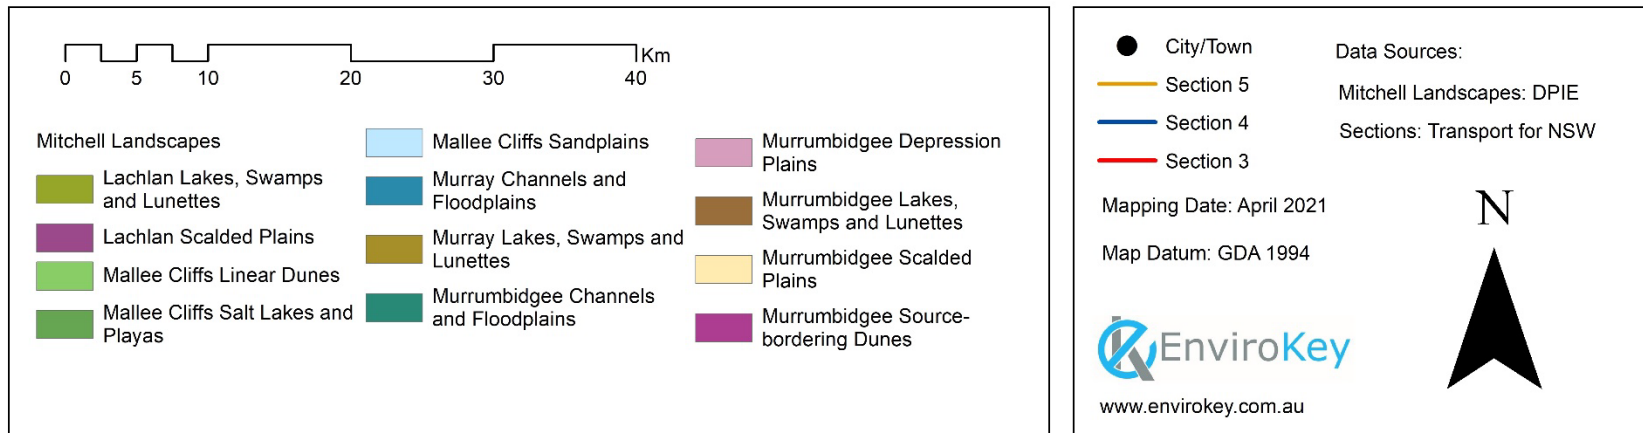 Km
0 5 10 20 30 40
Mitchell Landscapes
Lachlan Lakes, Swamps
and Lunettes
Lachlan Scalded Plains
Mallee Cliffs Linear Dunes
Mallee Cliffs Salt Lakes and
Playas
Mallee Cliffs Sandplains
Murray Channels and
Floodplains
Murray Lakes, Swamps and
Lunettes
Murrumbidgee Channels
and Floodplains
Murrumbidgee Depression
Plains
Murrumbidgee Lakes,
Swamps and Lunettes
Murrumbidgee Scalded
Plains
Murrumbidgee Source-
bordering Dunes
City/Town
Section 5
Section 4
Section 3
Mapping Date: April 2021
Map Datum: GDA 1994
Data Sources:
Mitchell Landscapes: DPIE
Sections: Transport for NSW
N
EnviroKey
www.envirokey.com.au